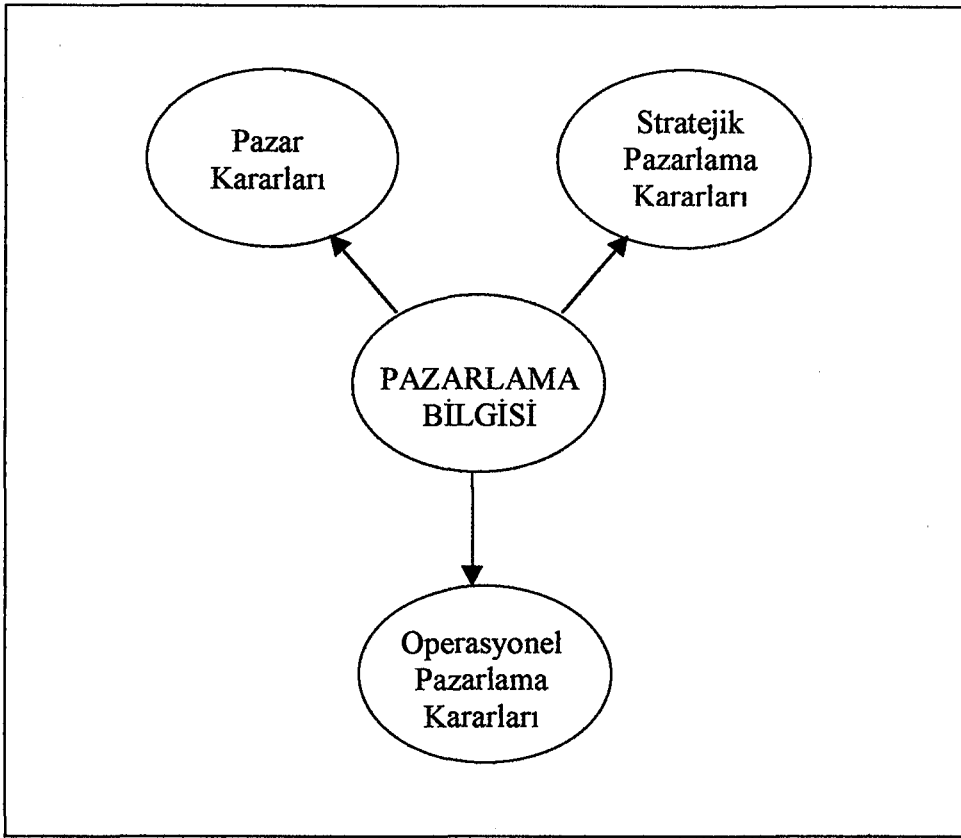 Pazar
Kararları
Stratejik
Pazarlama
Kararları
PAZARLAMA
BİLGİSİ
Operasyonel
Pazarlama
Kararları